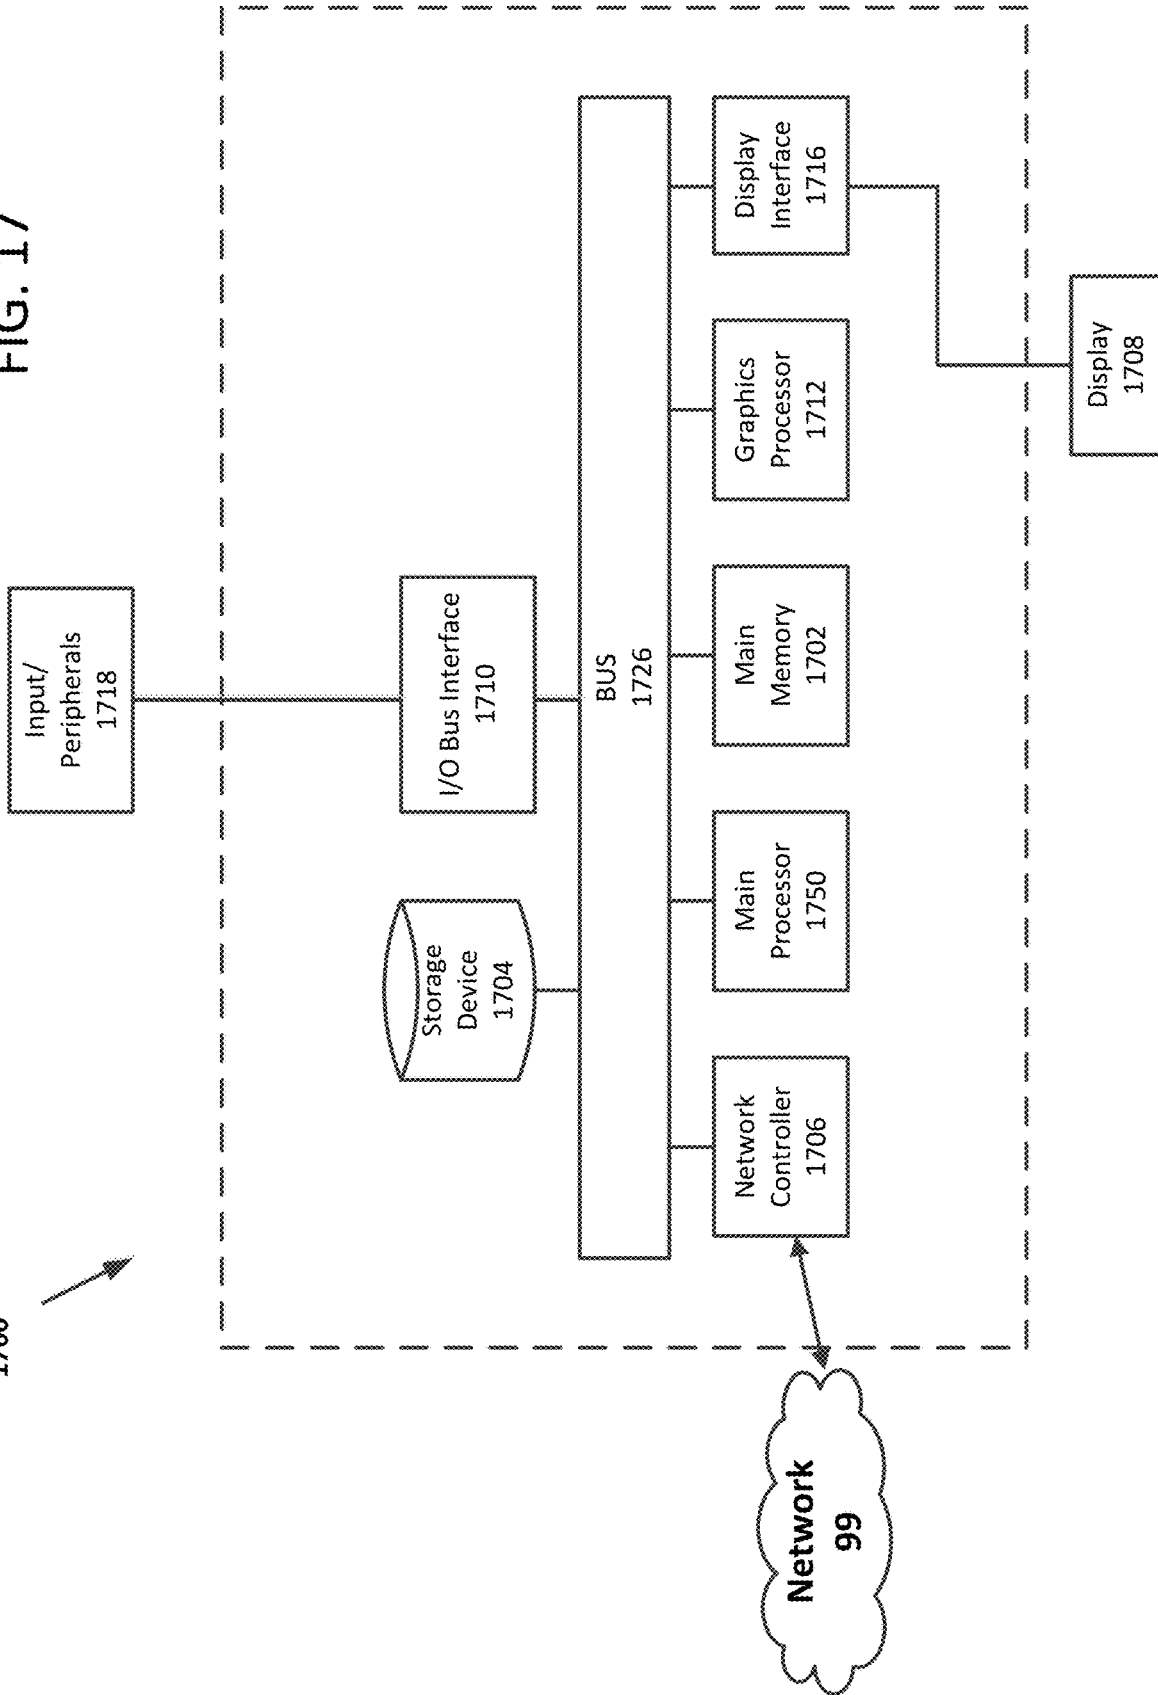 FIG. 17
1700
Input/
Peripherals
1718
Storage
Device
1704
I/O Bus Interface
1710
BUS
1726
Network
Controller
1706
Main
Processor
1750
Main
Memory
1702
Graphics
Processor
1712
Display
Interface
1716
Network
99
Display
1708